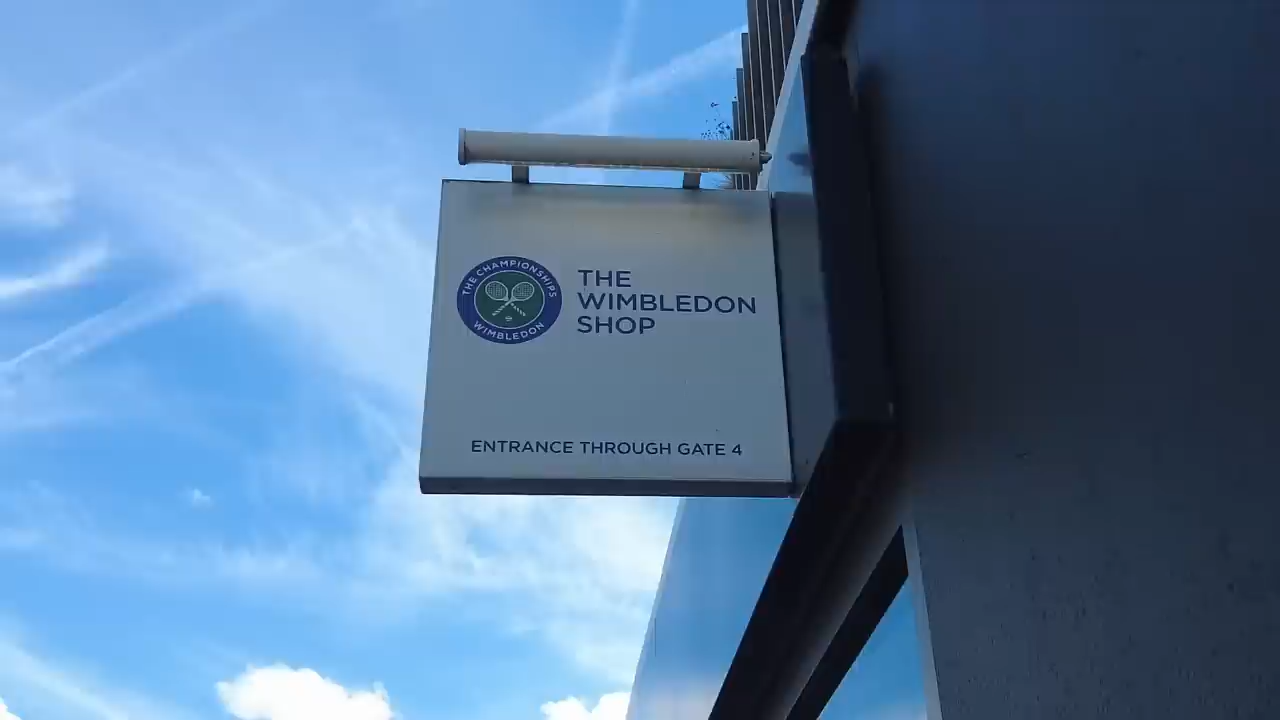 THE CHAMPIONSHIPS
WIMBLEDON
THE
WIMBLEDON
SHOP
ENTRANCE THROUGH GATE 4